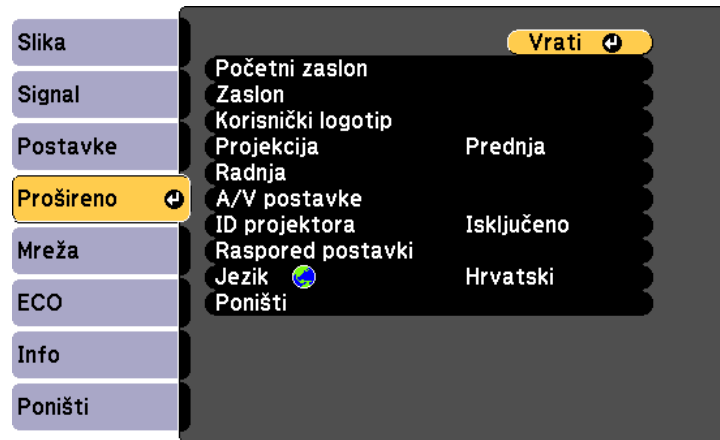 Slika
Signal
Postavke
Prošireno
Mreža
ECO
Info
Poništi
Vrati
Početni zaslon
Zaslon
Korisnički logotip
Projekcija Prednja
Radnja
A/V postavke
ID projektora Isključeno
Raspored postavki
Jezik Hrvatski
Poništi